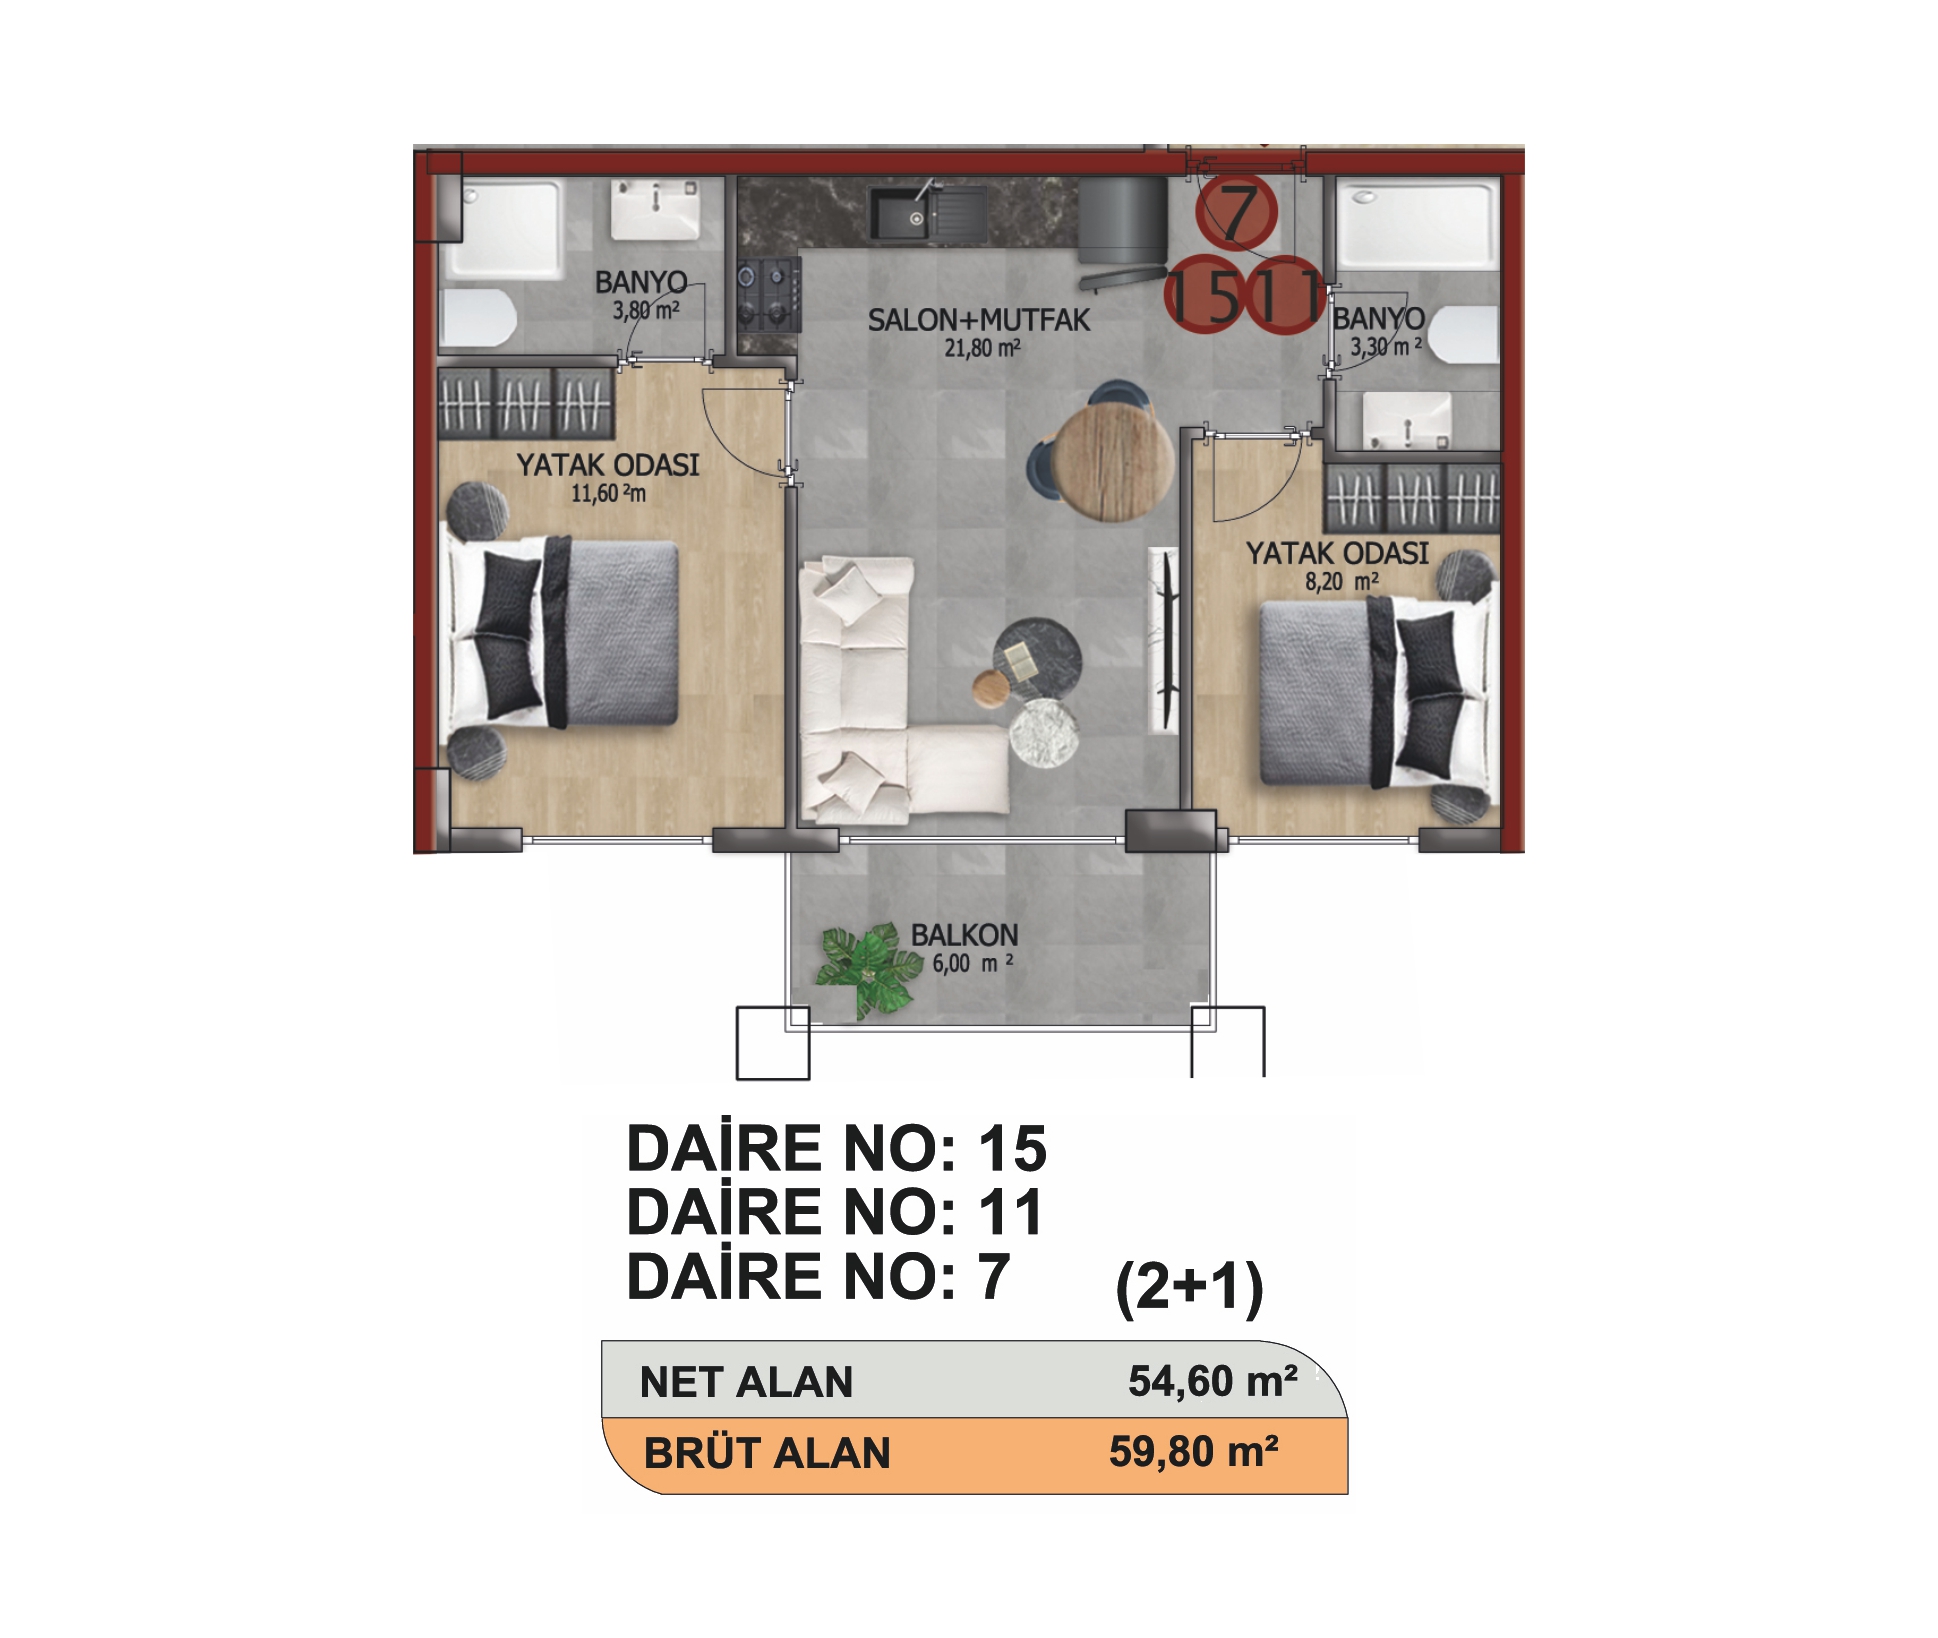 7
15 11
BANYO
3,80 m²
SALON+MUTFAK
21,80 m²
BANYO
3,30 m ²
YATAK ODASI
11,60 ²m
YATAK ODASI
8,20 m²
BALKON
6,00 m ²
DAİRE NO: 15
DAİRE NO: 11
DAİRE NO: 7 (2+1)
NET ALAN 54,60 m²
BRÜT ALAN 59,80 m²